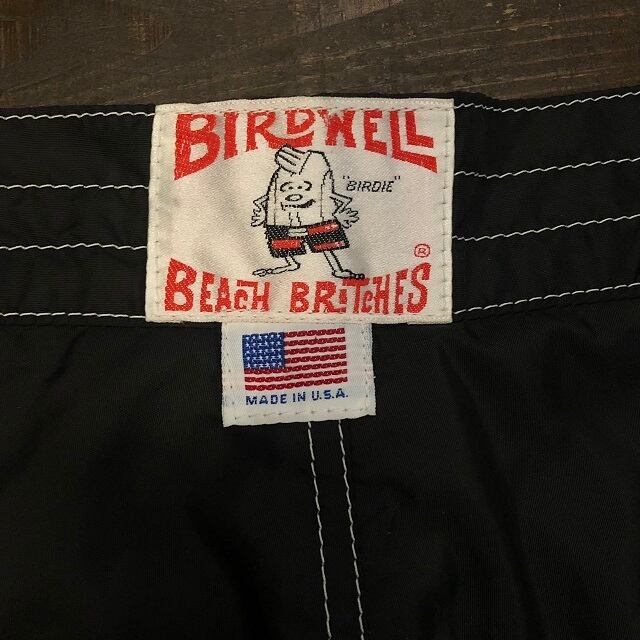 BIRDWELL
"BIRDIE"
®
BEACH BRITCHES
MADE IN U.S.A.